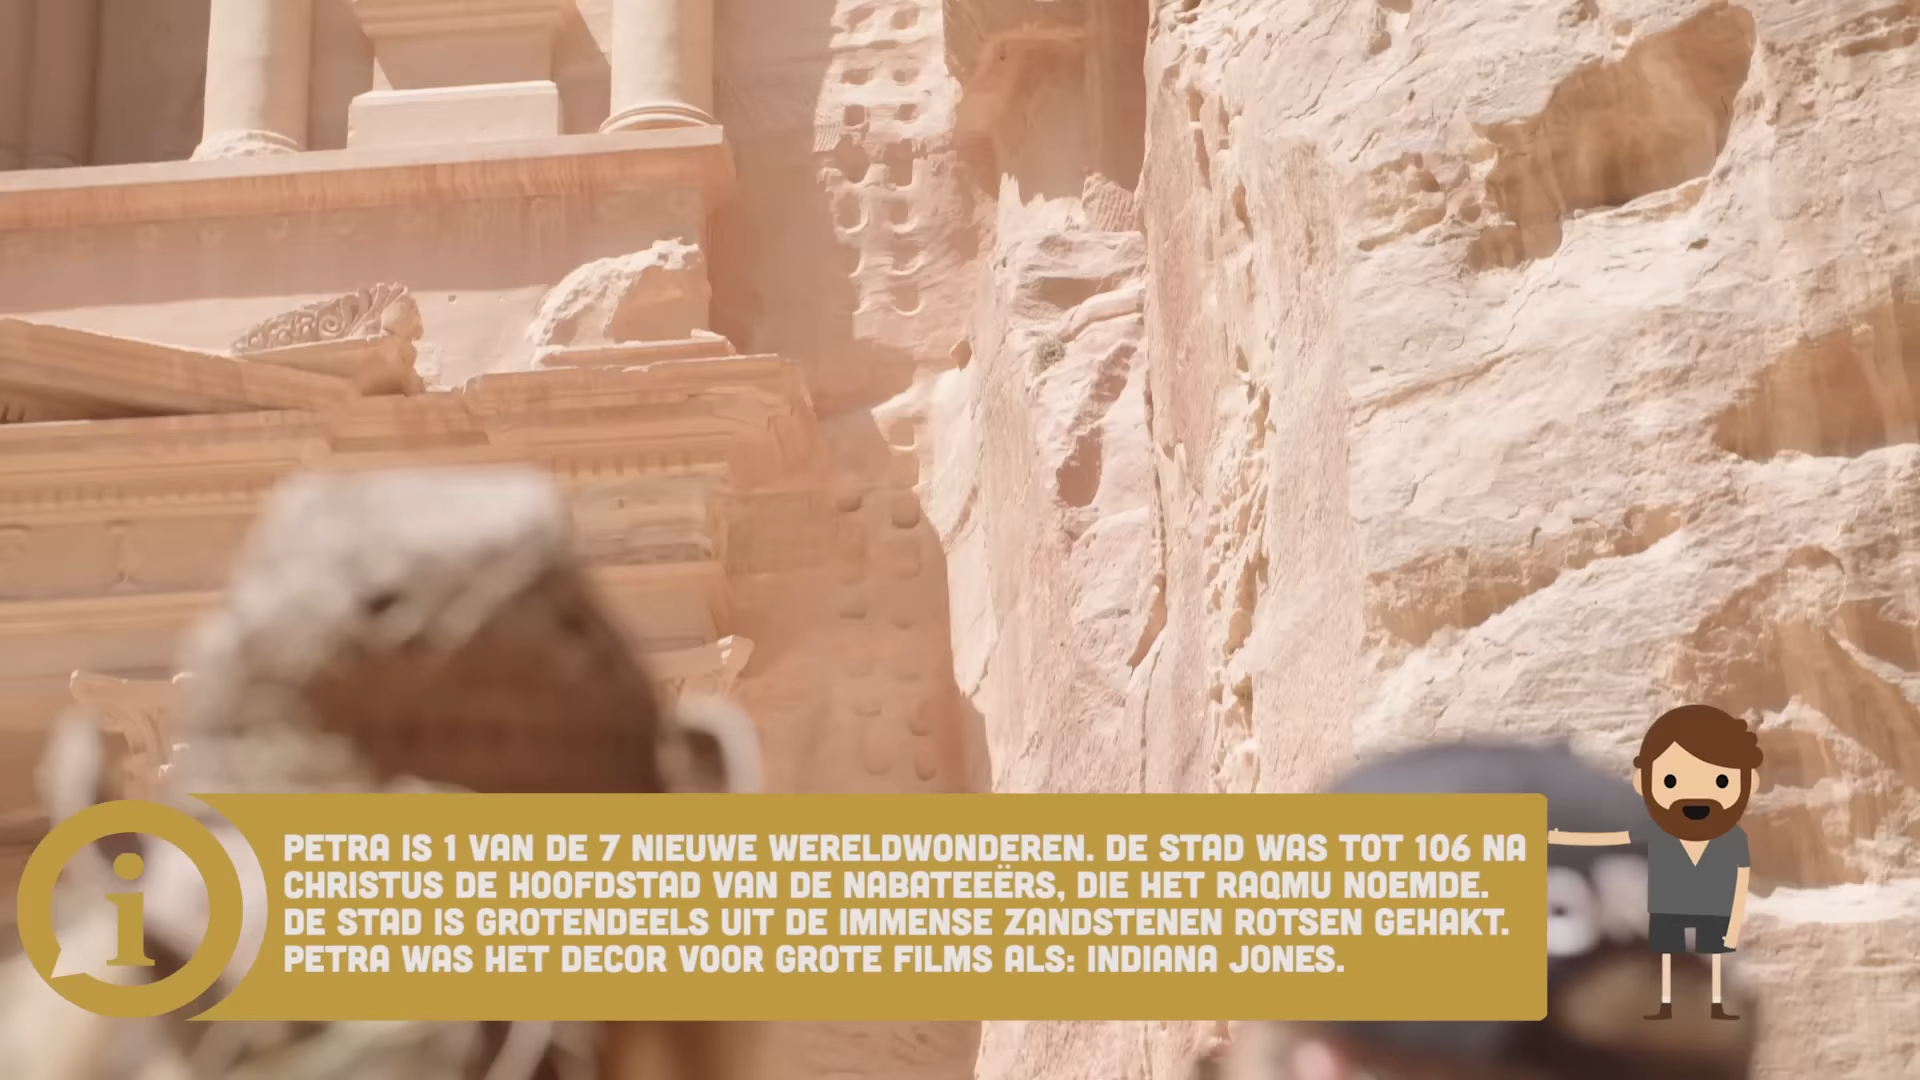 PETRA IS 1 VAN DE 7 NIEUWE WERELDWONDEREN. DE STAD WAS TOT 106 NA
CHRISTUS DE HOOFDSTAD VAN DE NABATEEËRS, DIE HET RAQMU NOEMDE.
DE STAD IS GROTENDEELS UIT DE IMMENSE ZANDSTENEN ROTSEN GEHAKT.
PETRA WAS HET DECOR VOOR GROTE FILMS ALS: INDIANA JONES.